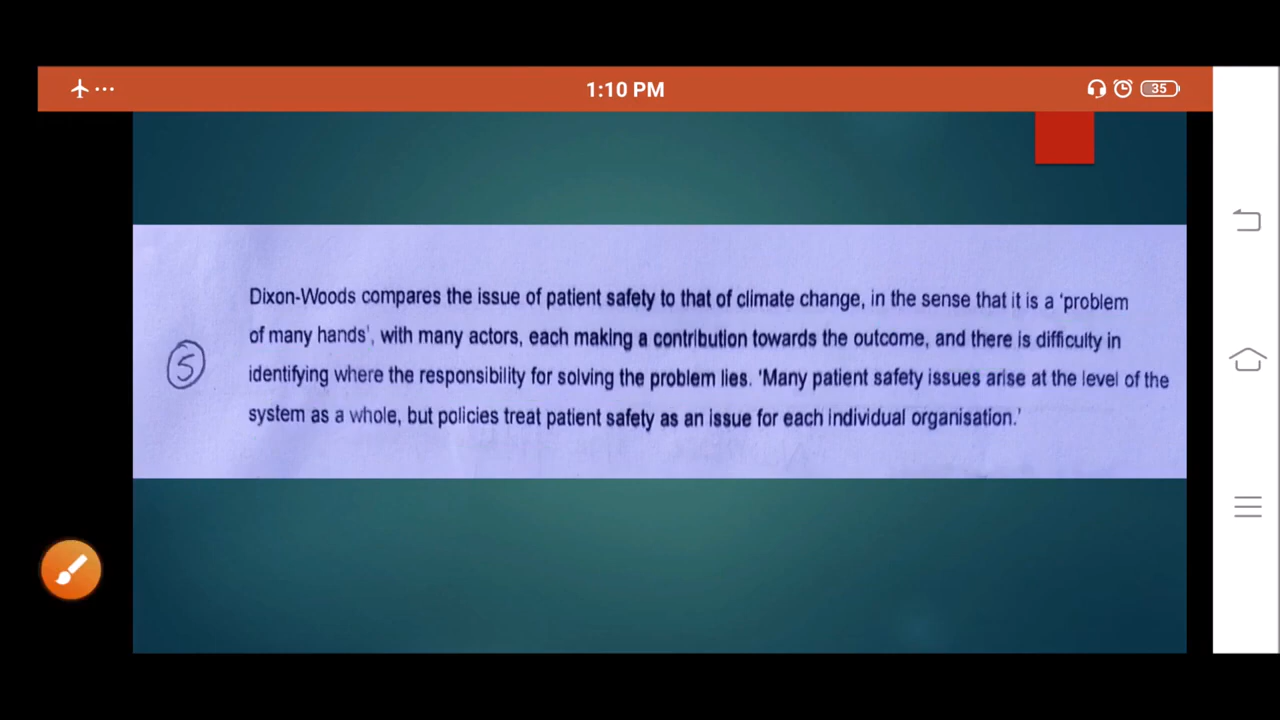 1:10 PM
35
Dixon-Woods compares the issue of patient safety to that of climate change, in the sense that it is a 'problem
of many hands', with many actors, each making a contribution towards the outcome, and there is difficulty in
5
identifying where the responsibility for solving the problem lies. 'Many patient safety issues arise at the level of the
system as a whole, but policies treat patient safety as an issue for each individual organisation.'